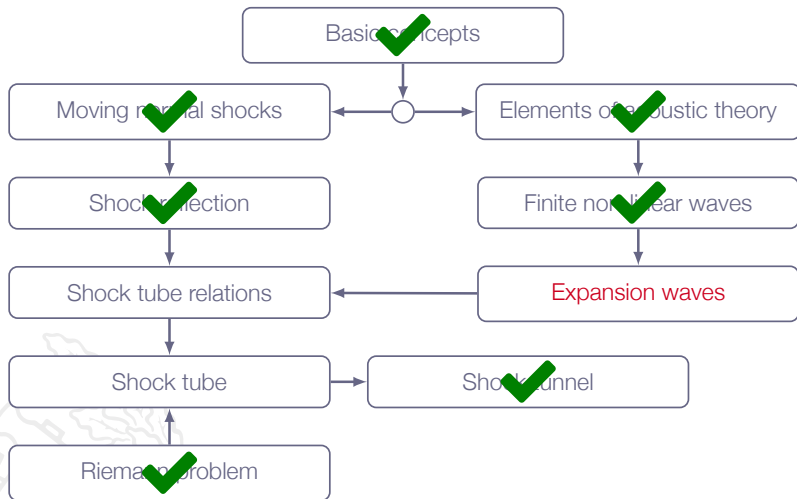 Basic concepts
Moving normal shocks
Elements of acoustic theory
Shock reflection
Finite non-linear waves
Shock tube relations
Expansion waves
Shock tube
Shock tunnel
Riemann problem